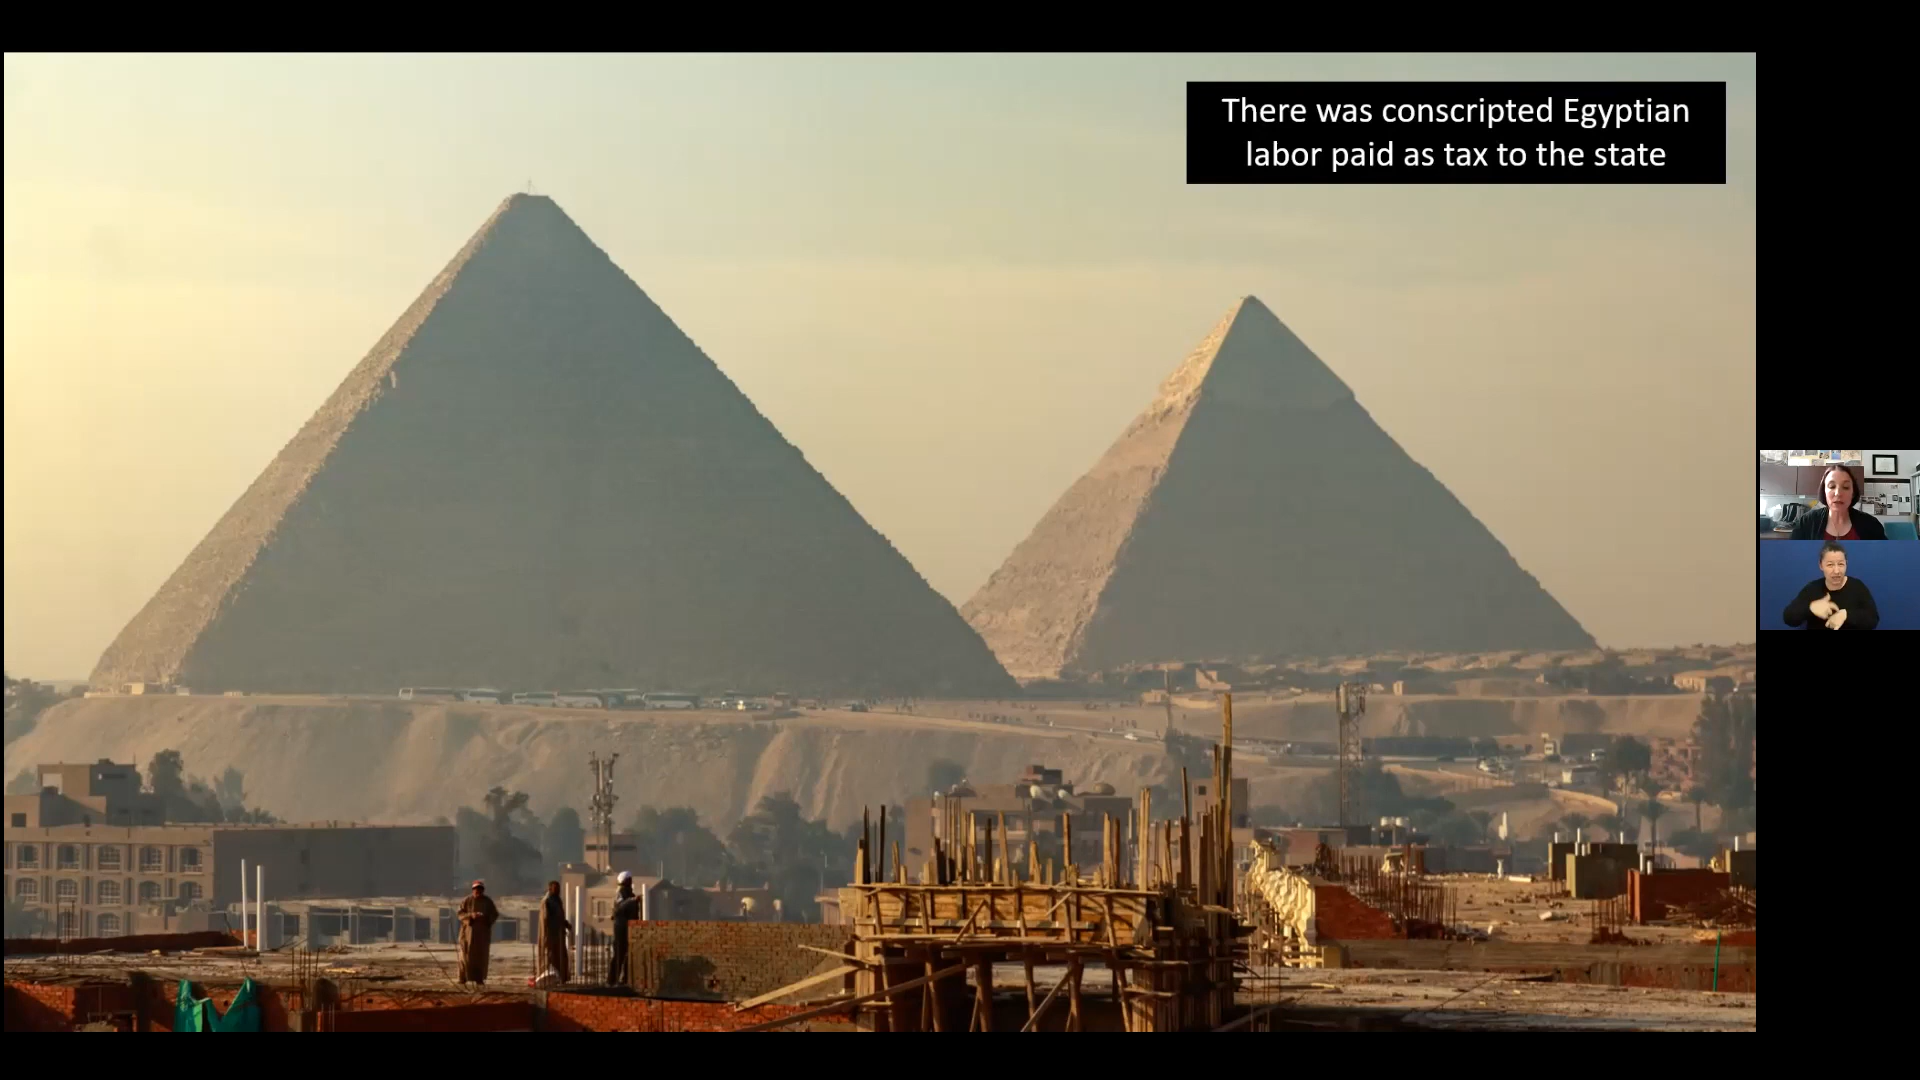 There was conscripted Egyptian
labor paid as tax to the state